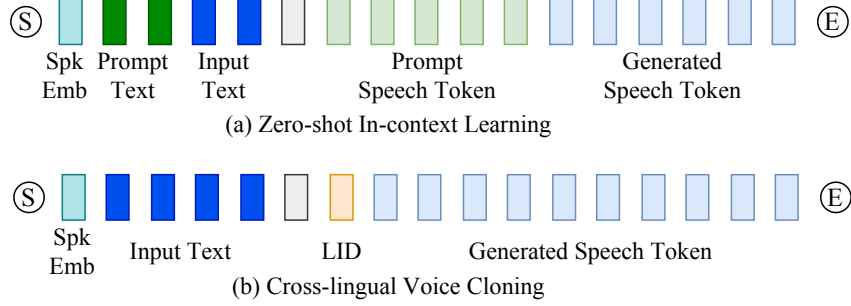 S E
Spk Prompt Input Prompt Generated
Emb Text Text Speech Token Speech Token
(a) Zero-shot In-context Learning
S E
Spk
Emb Input Text LID Generated Speech Token
(b) Cross-lingual Voice Cloning